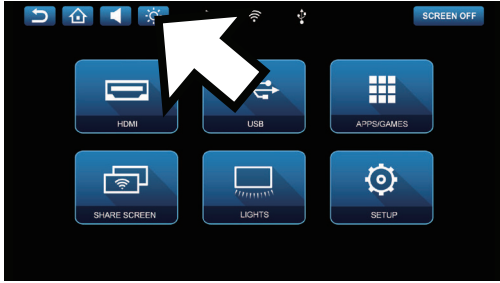 SCREEN OFF
HDMI
USB
APPS/GAMES
SHARE SCREEN
LIGHTS
SETUP